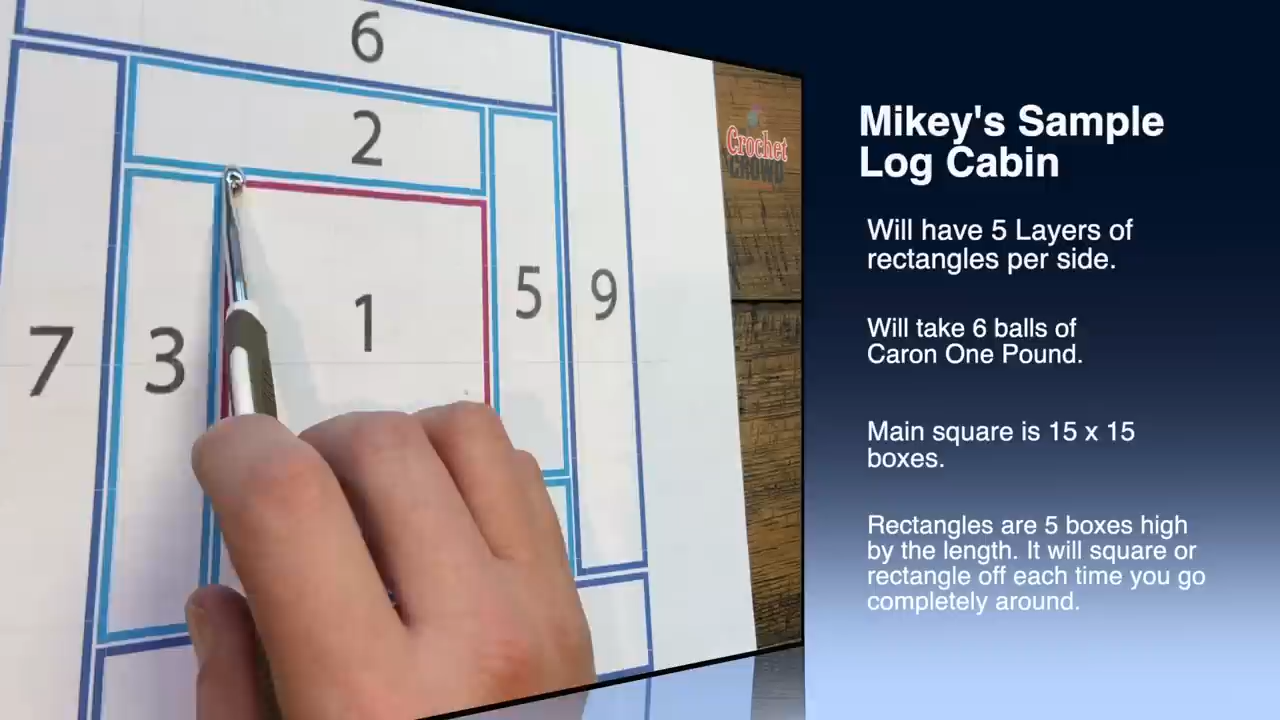 6
2
1
3
5
7
9
Crochet
CROWD
Mikey's Sample
Log Cabin
Will have 5 Layers of
rectangles per side.
Will take 6 balls of
Caron One Pound.
Main square is 15 x 15
boxes.
Rectangles are 5 boxes high
by the length. It will square or
rectangle off each time you go
completely around.